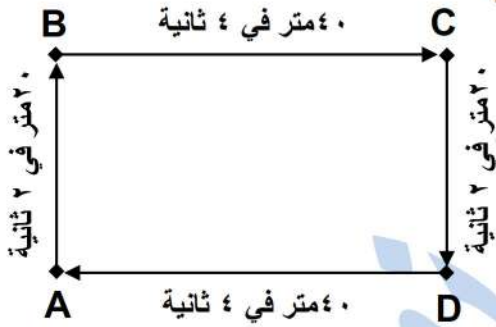 ٤٠متر في ٤ ثانية
B
C
٢٠متر في ٢ ثانية
٢٠متر في ٢ ثانية
A
D
٤٠متر في ٤ ثانية